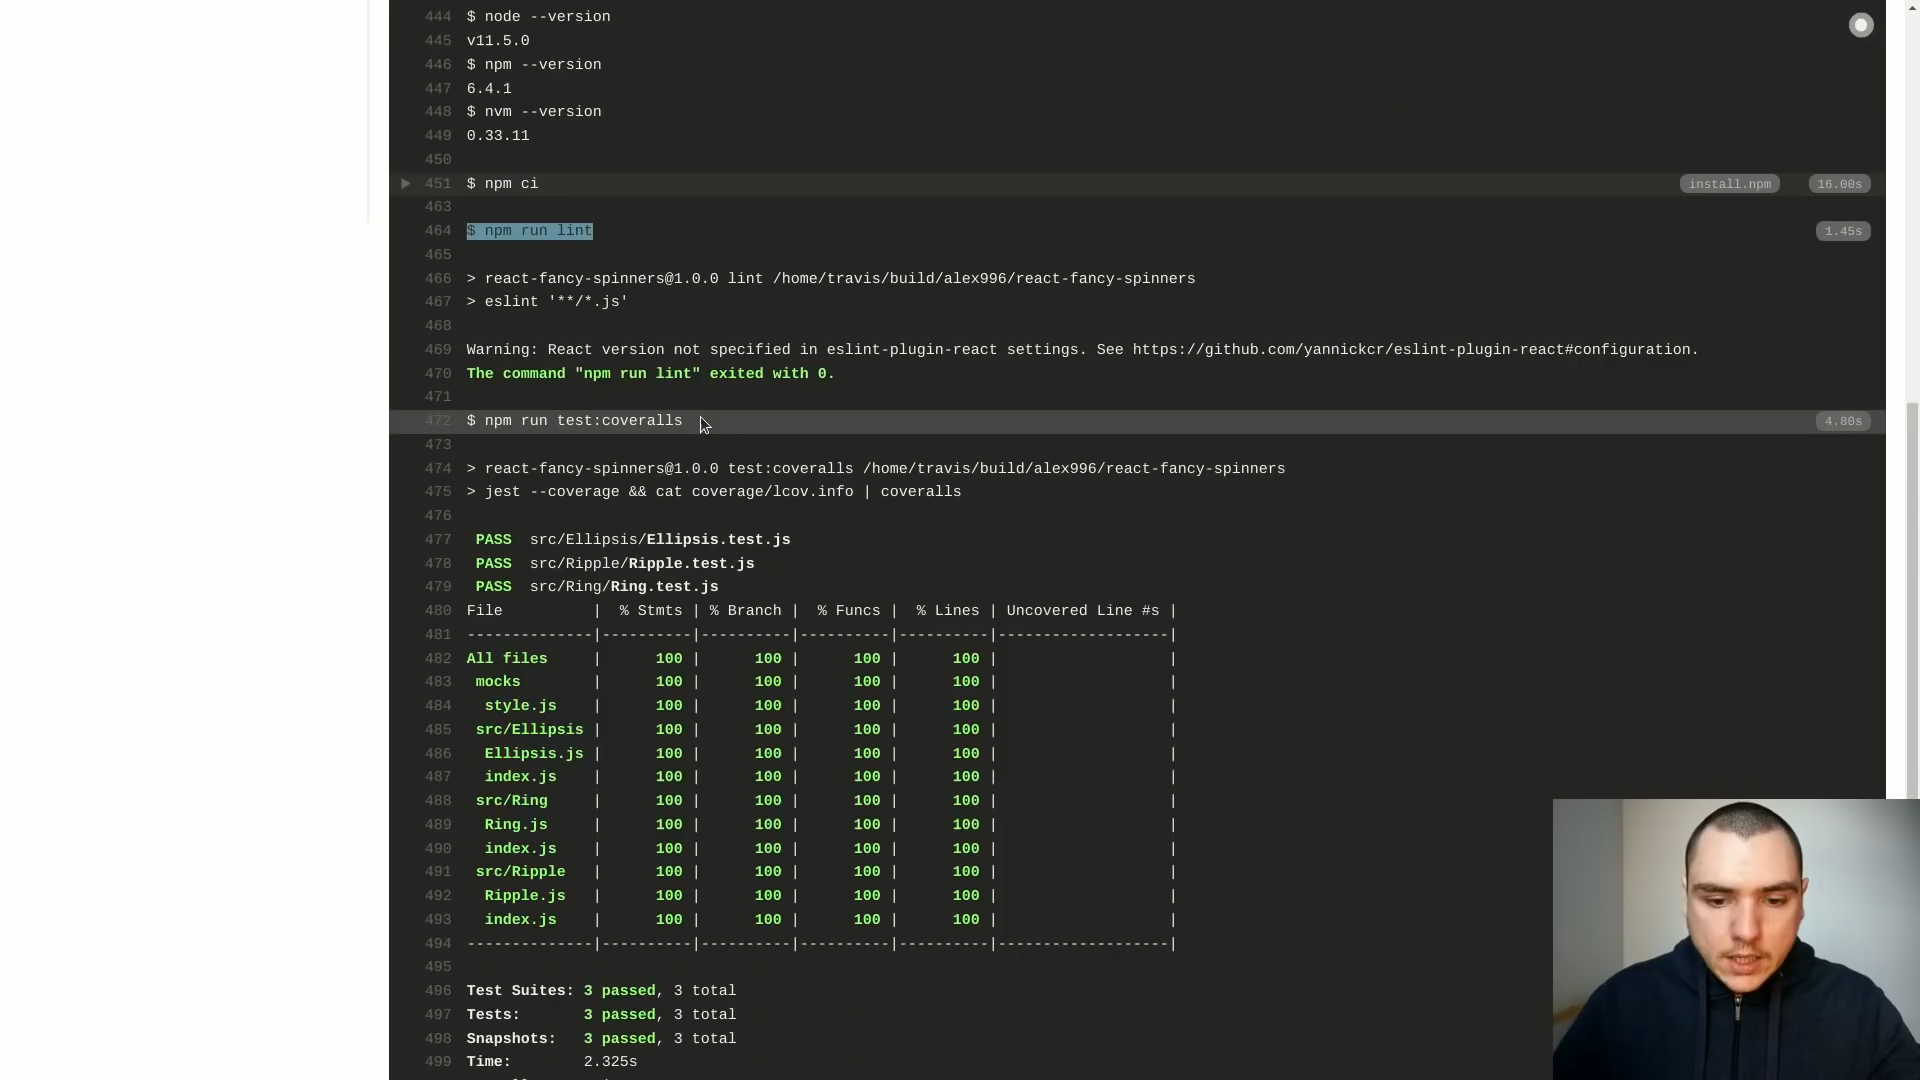 444 $ node --version
445 v11.5.0
446 $ npm --version
447 6.4.1
448 $ nvm --version
449 0.33.11
450
451 $ npm ci install.npm 16.00s
463
464 $ npm run lint 1.45s
465
466 > react-fancy-spinners@1.0.0 lint /home/travis/build/alex996/react-fancy-spinners
467 > eslint '**/*.js'
468
469 Warning: React version not specified in eslint-plugin-react settings. See https://github.com/yannickcr/eslint-plugin-react#configuration.
470 The command "npm run lint" exited with 0.
471
472 $ npm run test:coveralls 4.80s
473
474 > react-fancy-spinners@1.0.0 test:coveralls /home/travis/build/alex996/react-fancy-spinners
475 > jest --coverage && cat coverage/lcov.info | coveralls
476
477 PASS src/Ellipsis/Ellipsis.test.js
478 PASS src/Ripple/Ripple.test.js
479 PASS src/Ring/Ring.test.js
480 File | % Stmts | % Branch | % Funcs | % Lines | Uncovered Line #s |
481 --------------|----------|----------|----------|----------|-------------------|
482 All files | 100 | 100 | 100 | 100 | |
483 mocks | 100 | 100 | 100 | 100 | |
484 style.js | 100 | 100 | 100 | 100 | |
485 src/Ellipsis | 100 | 100 | 100 | 100 | |
486 Ellipsis.js | 100 | 100 | 100 | 100 | |
487 index.js | 100 | 100 | 100 | 100 | |
488 src/Ring | 100 | 100 | 100 | 100 | |
489 Ring.js | 100 | 100 | 100 | 100 | |
490 index.js | 100 | 100 | 100 | 100 | |
491 src/Ripple | 100 | 100 | 100 | 100 | |
492 Ripple.js | 100 | 100 | 100 | 100 | |
493 index.js | 100 | 100 | 100 | 100 | |
494 --------------|----------|----------|----------|----------|-------------------|
495
496 Test Suites: 3 passed, 3 total
497 Tests: 3 passed, 3 total
498 Snapshots: 3 passed, 3 total
499 Time: 2.325s